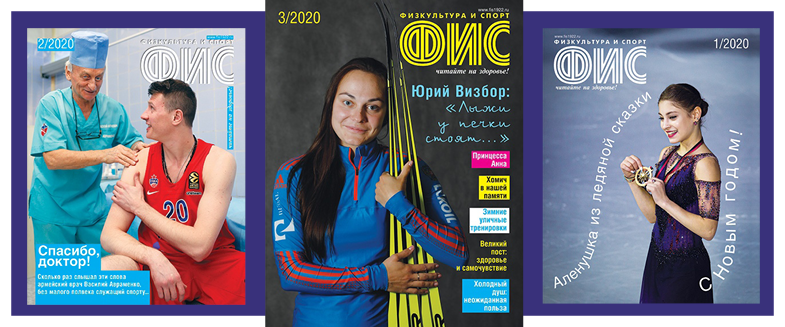 www.fis1922.ru
2/2020
ФИЗКУЛЬТУРА И СПОРТ
ФИС
читайте на здоровье!
20
Спасибо,
доктор!
Сколько раз слышал эти слова
армейский врач Василий Авраменко,
без малого полвека служащий спорту...
www.fis1922.ru
3/2020
ФИЗКУЛЬТУРА И СПОРТ
ФИС
читайте на здоровье!
Юрий Визбор:
«Лыжи
у печки
стоят...»
Принцесса
Анна
Хомич
в нашей
памяти
Зимние
уличные
тренировки
Великий
пост:
здоровье
и самочувствие
Холодный
душ:
неожиданная
польза
www.fis1922.ru
ФИЗКУЛЬТУРА И СПОРТ
1/2020
ФИС
читайте на здоровье!
Аленушка из ледяной сказки
С Новым годом!